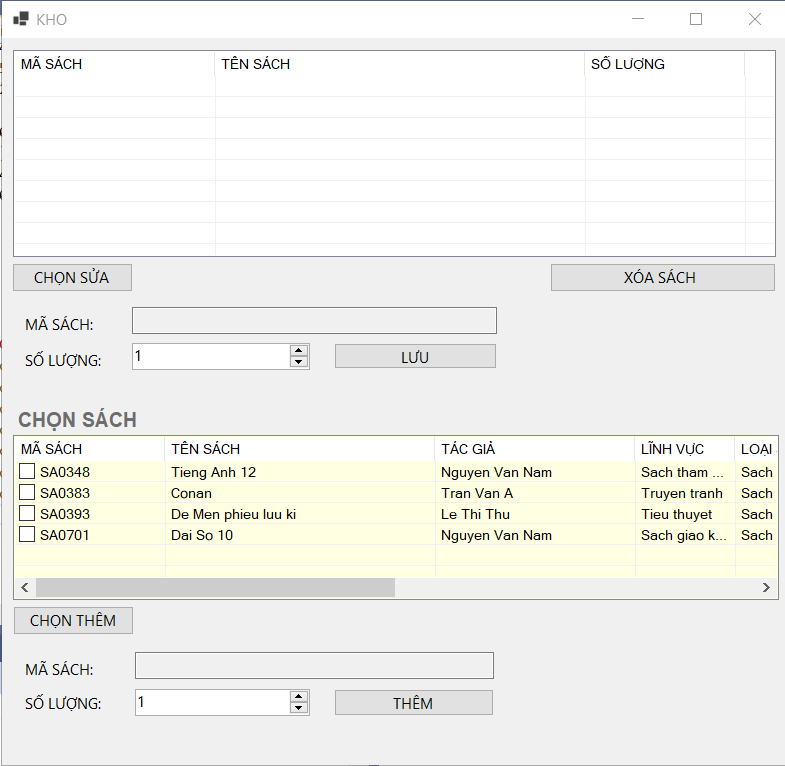 KHO
MÃ SÁCH TÊN SÁCH SỐ LƯỢNG
CHỌN SỬA XÓA SÁCH
MÃ SÁCH:
SỐ LƯỢNG: 1 LƯU
CHỌN SÁCH
MÃ SÁCH TÊN SÁCH TÁC GIẢ LĨNH VỰC LOẠI
SA0348 Tieng Anh 12 Nguyen Van Nam Sach tham ... Sach
SA0383 Conan Tran Van A Truyen tranh Sach
SA0393 De Men phieu luu ki Le Thi Thu Tieu thuyet Sach
SA0701 Dai So 10 Nguyen Van Nam Sach giao k... Sach
CHỌN THÊM
MÃ SÁCH:
SỐ LƯỢNG: 1 THÊM